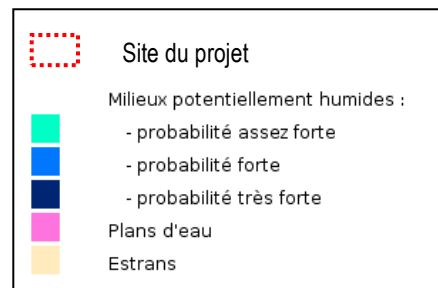 Site du projet
Milieux potentiellement humides :
- probabilité assez forte
- probabilité forte
- probabilité très forte
Plans d'eau
Estrans